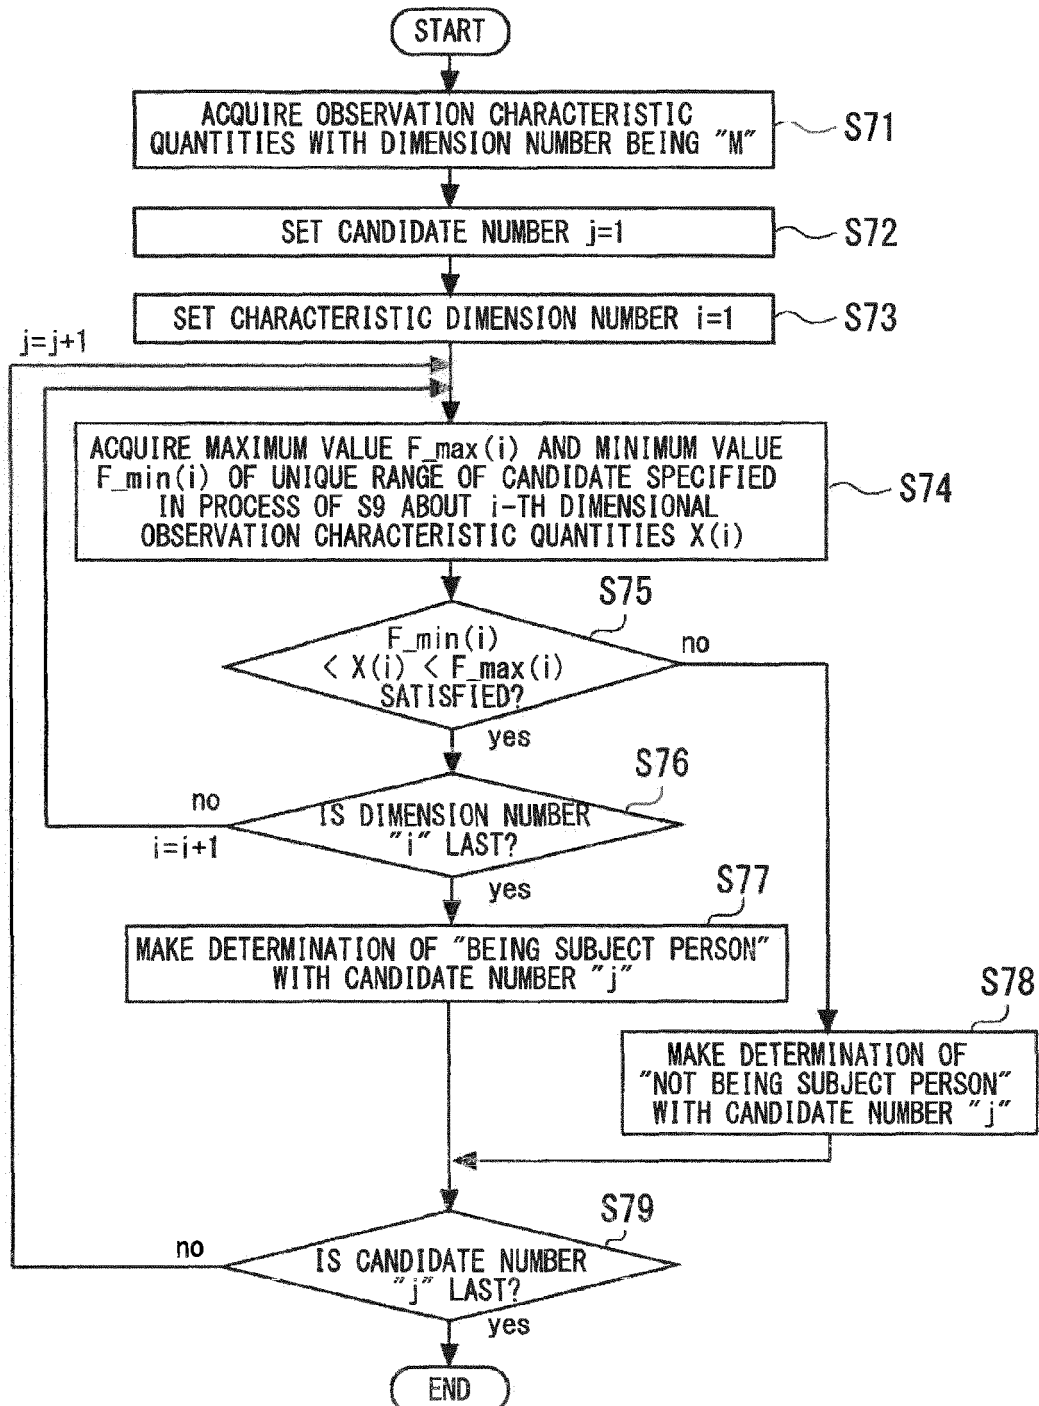 START
ACQUIRE OBSERVATION CHARACTERISTIC
QUANTITIES WITH DIMENSION NUMBER BEING "M"
S71
SET CANDIDATE NUMBER j=1
S72
SET CHARACTERISTIC DIMENSION NUMBER i=1
S73
j=j+1
ACQUIRE MAXIMUM VALUE F_max(i) AND MINIMUM VALUE
F_min(i) OF UNIQUE RANGE OF CANDIDATE SPECIFIED
IN PROCESS OF S9 ABOUT i-TH DIMENSIONAL
OBSERVATION CHARACTERISTIC QUANTITIES X(i)
S74
S75
F_min(i)
< X(i) < F_max(i)
SATISFIED?
no
yes
S76
IS DIMENSION NUMBER
"i" LAST?
no
i=i+1
yes
S77
MAKE DETERMINATION OF "BEING SUBJECT PERSON"
WITH CANDIDATE NUMBER "j"
S78
MAKE DETERMINATION OF
"NOT BEING SUBJECT PERSON"
WITH CANDIDATE NUMBER "j"
S79
IS CANDIDATE NUMBER
"j" LAST?
no
yes
END